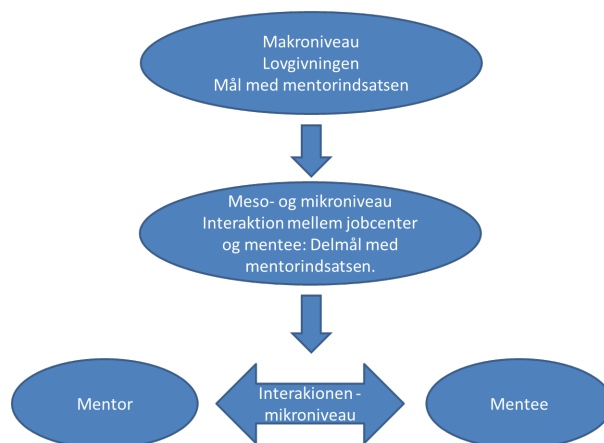 Makroniveau
Lovgivningen
Mål med mentorindsatsen
Meso- og mikroniveau
Interaktion mellem jobcenter
og mentee: Delmål med
mentorindsatsen.
Mentor
Interakionen -
mikroniveau
Mentee